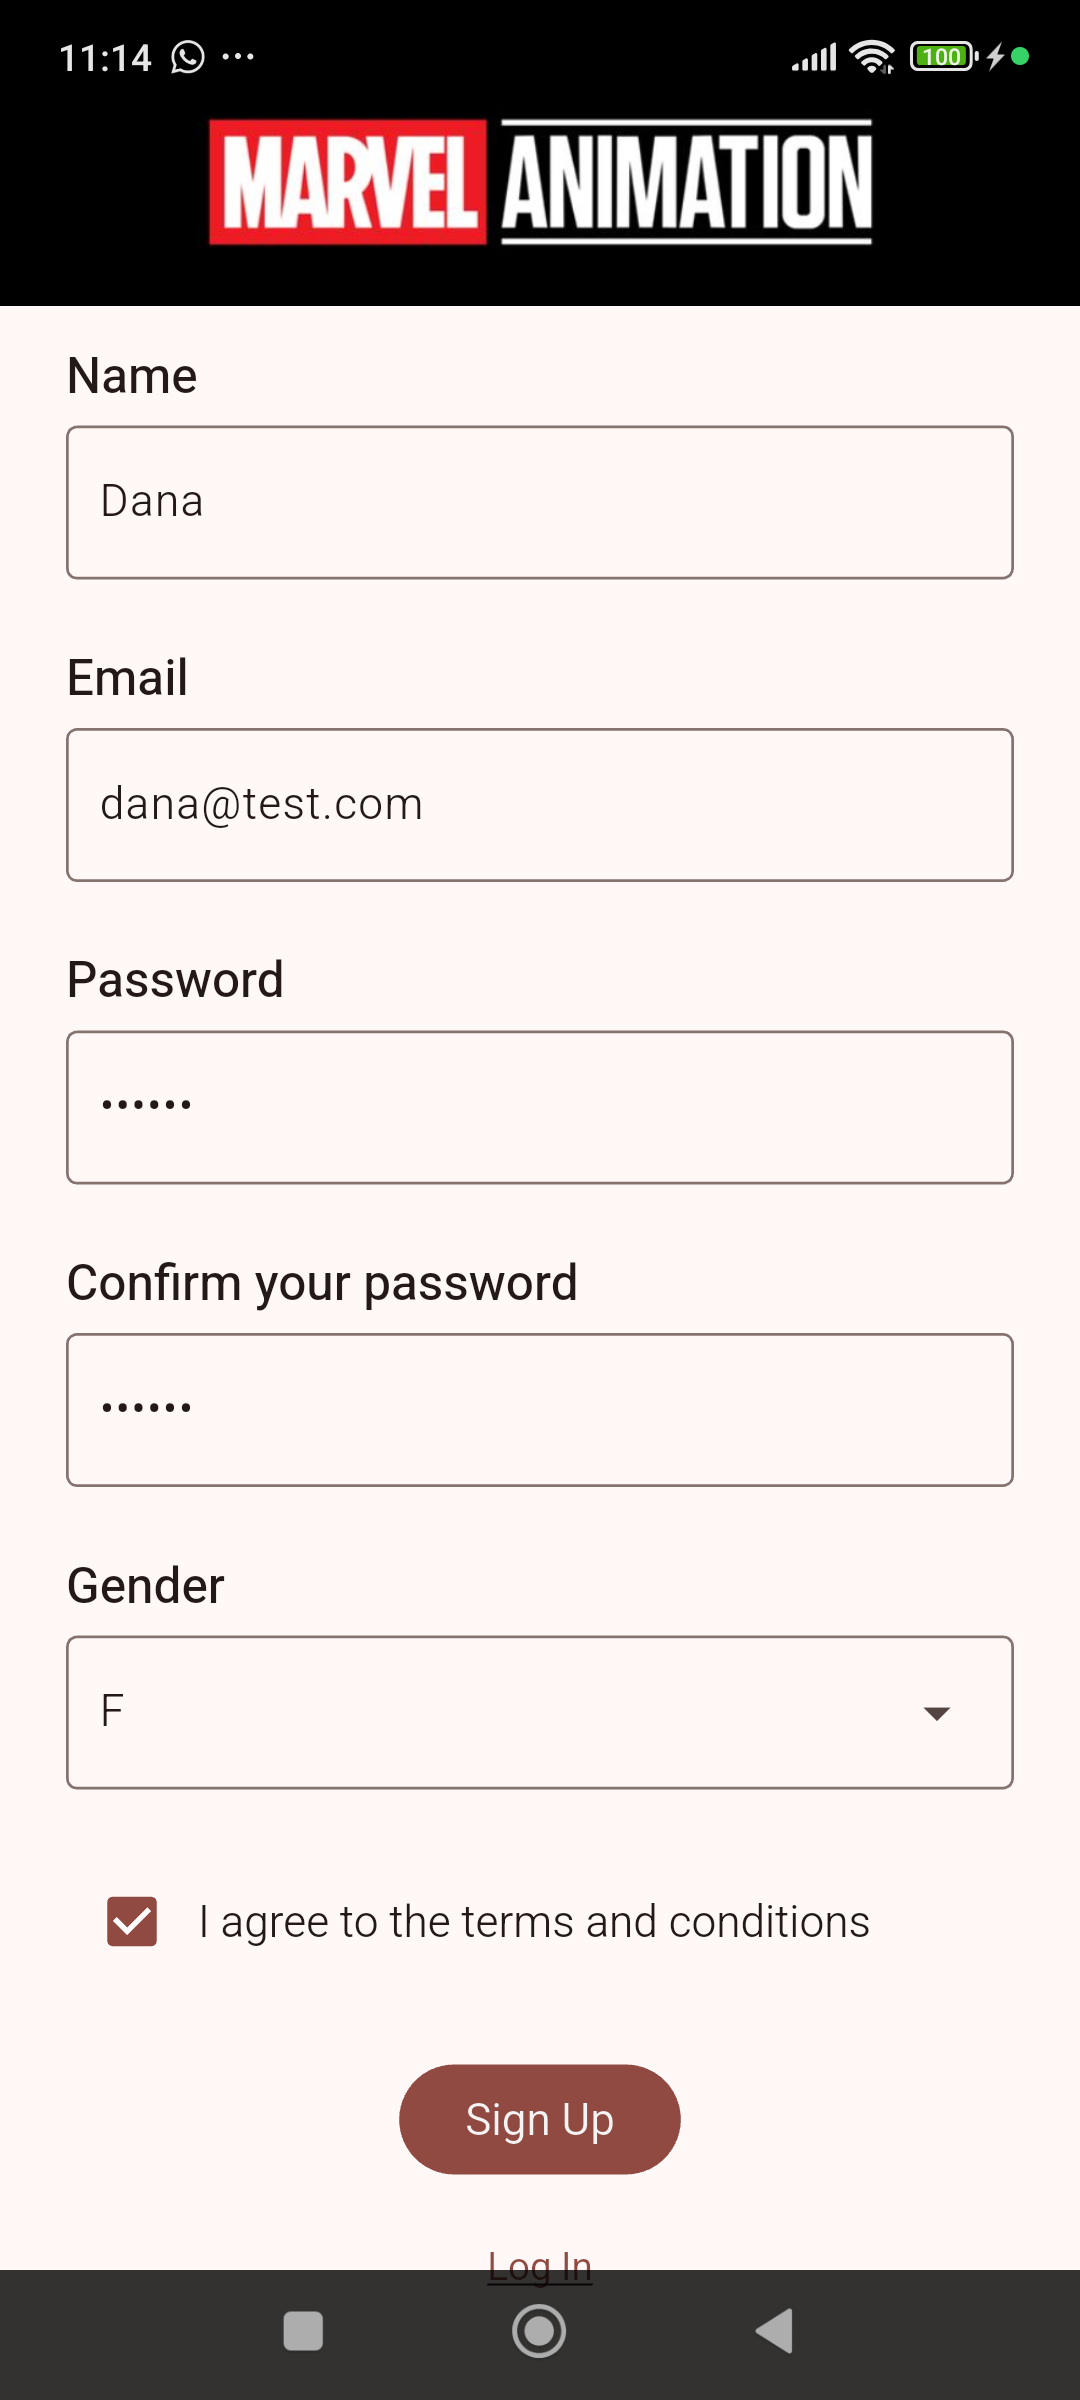 11:14
100
MARVEL ANIMATION
Name
Dana
Email
dana@test.com
Password
••••••
Confirm your password
••••••
Gender
F
I agree to the terms and conditions
Sign Up
Log In